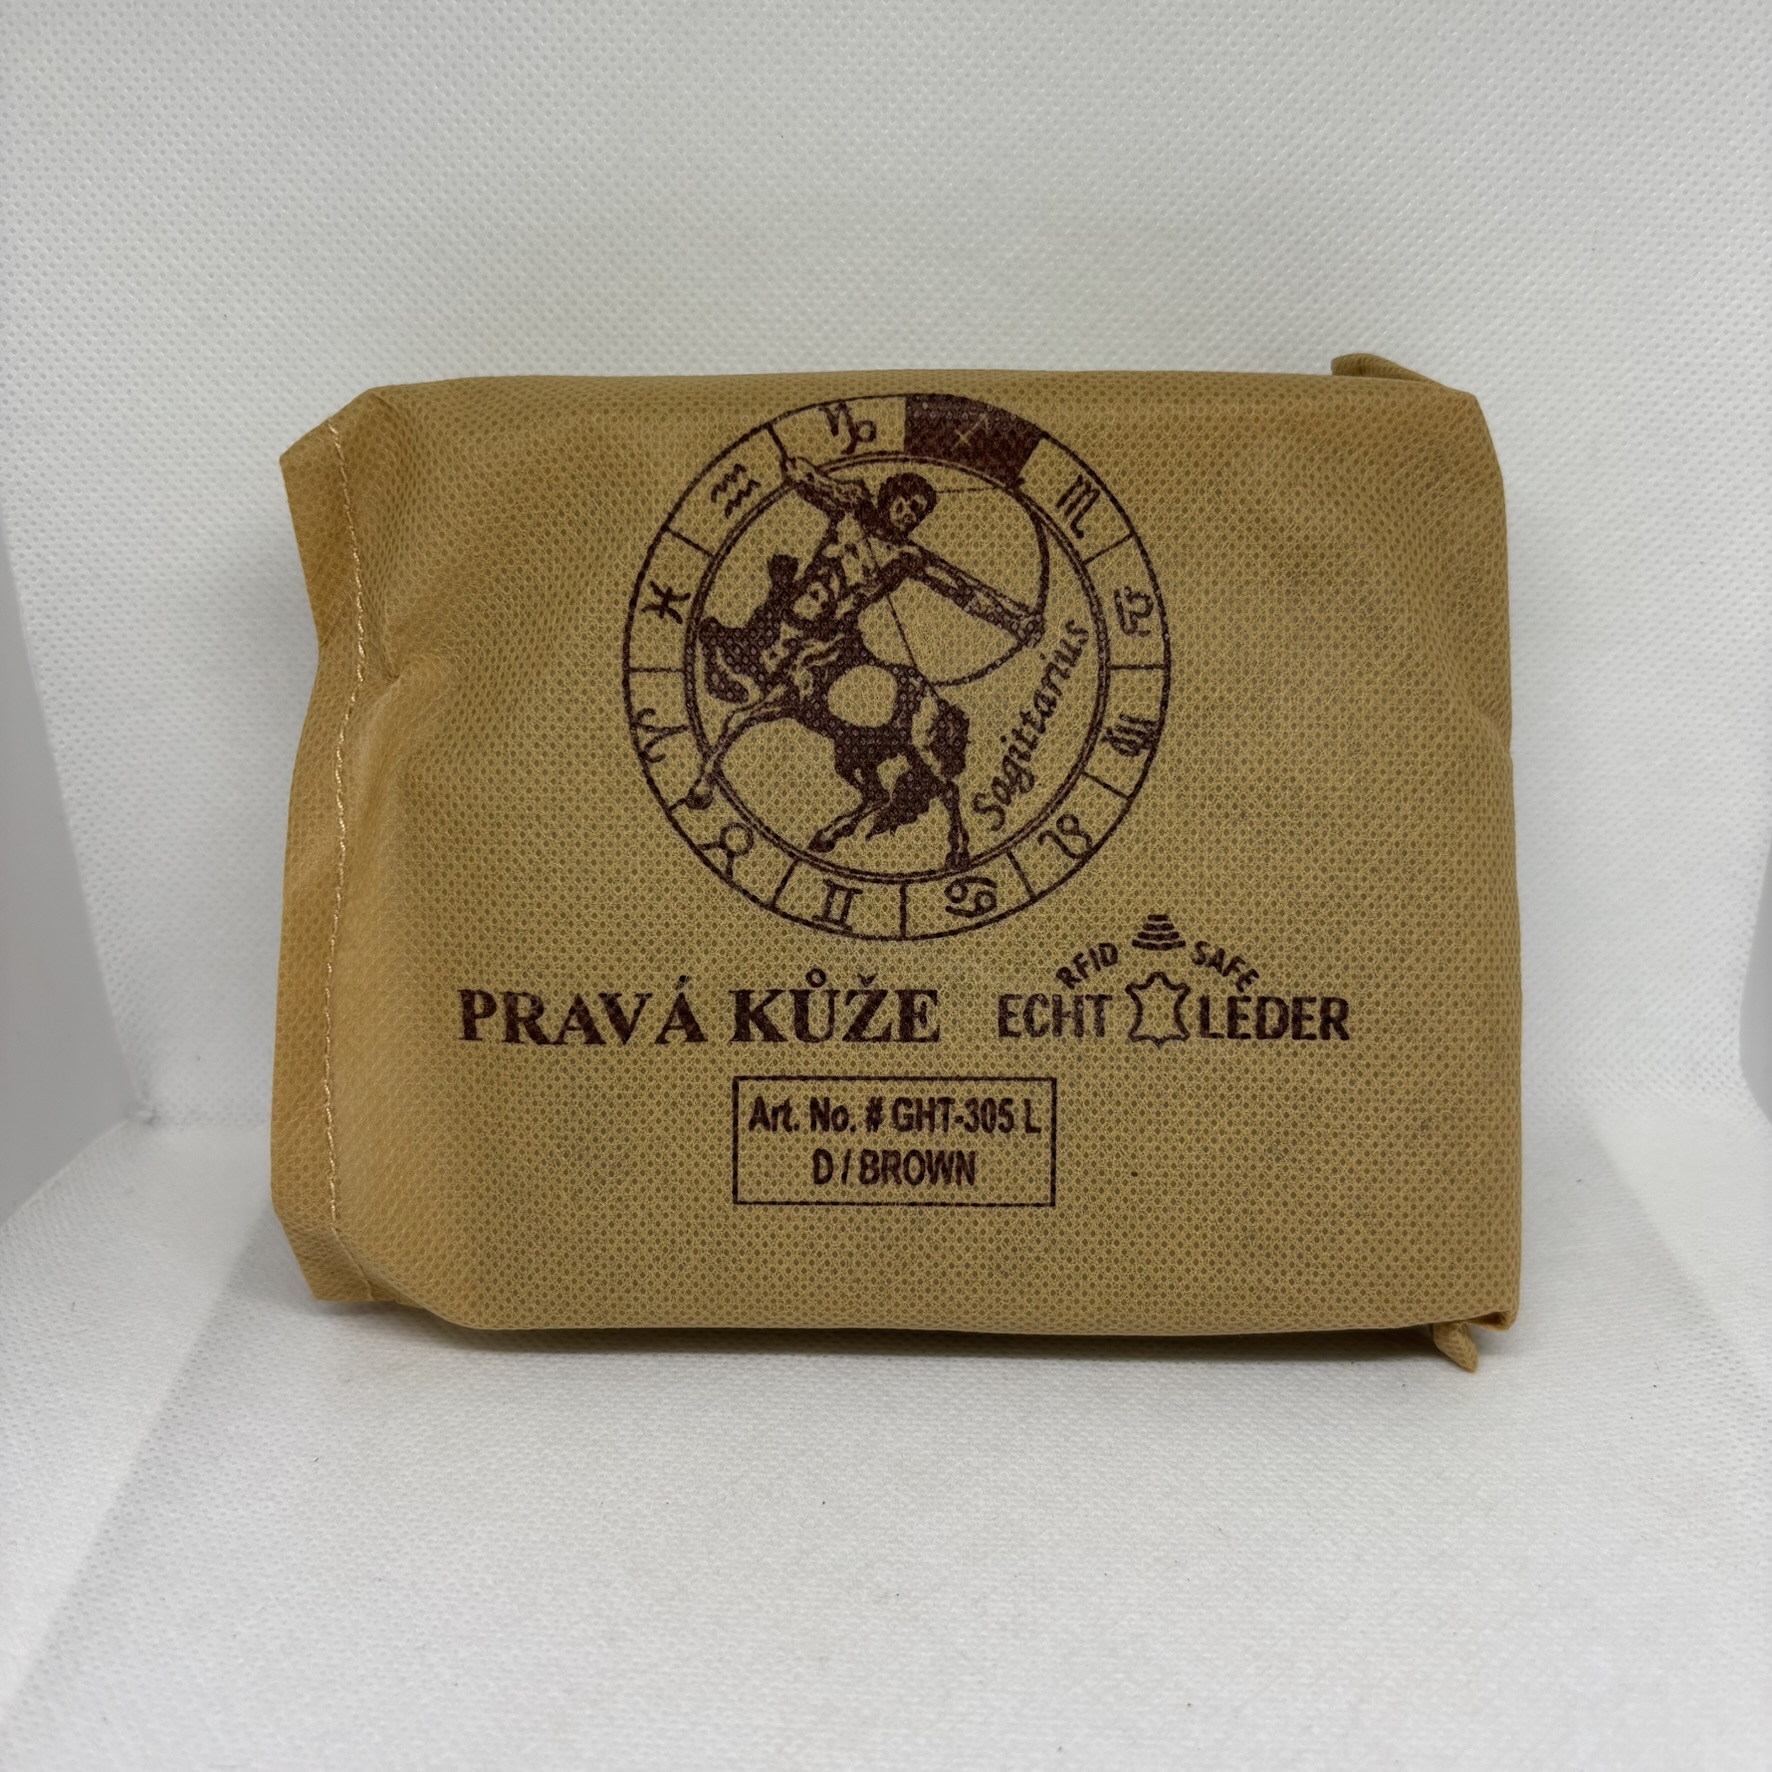 Sagittarius
RFID SAFE
PRAVÁ KŮŽE ECHT LEDER
Art. No. # GHT-305 L
D / BROWN